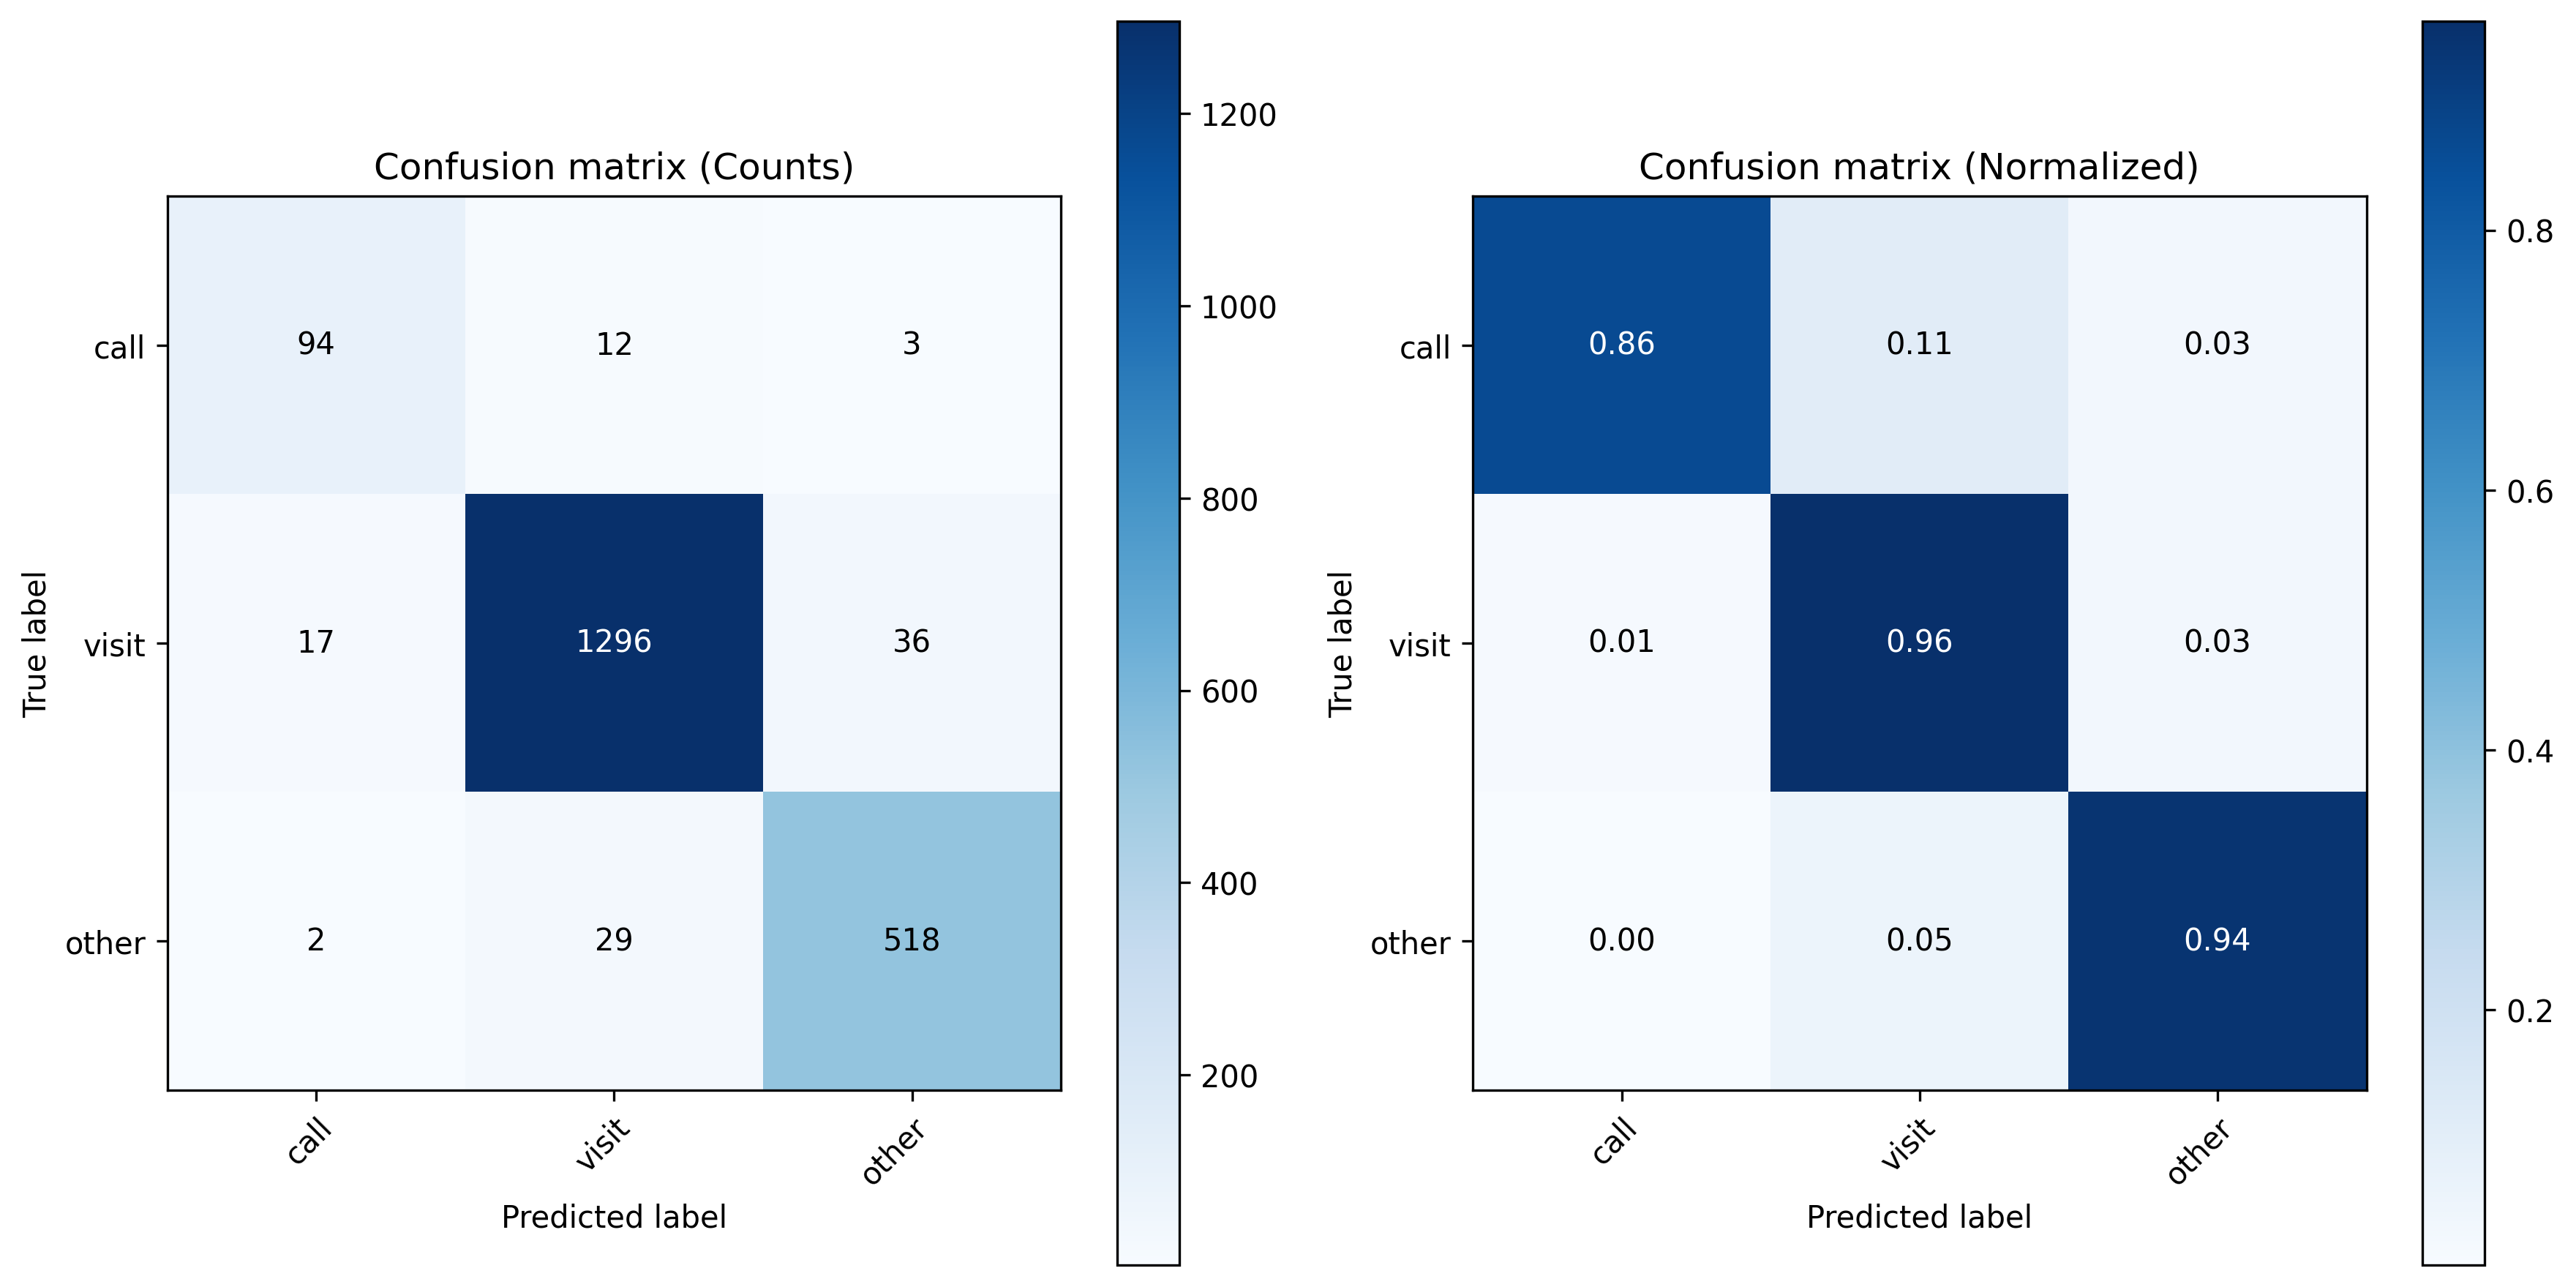 Confusion matrix (Counts)
True label
call
94 12 3
visit
17 1296 36
other
2 29 518
call visit other
Predicted label
1200
1000
800
600
400
200
Confusion matrix (Normalized)
True label
call
0.86 0.11 0.03
visit
0.01 0.96 0.03
other
0.00 0.05 0.94
call visit other
Predicted label
0.8
0.6
0.4
0.2